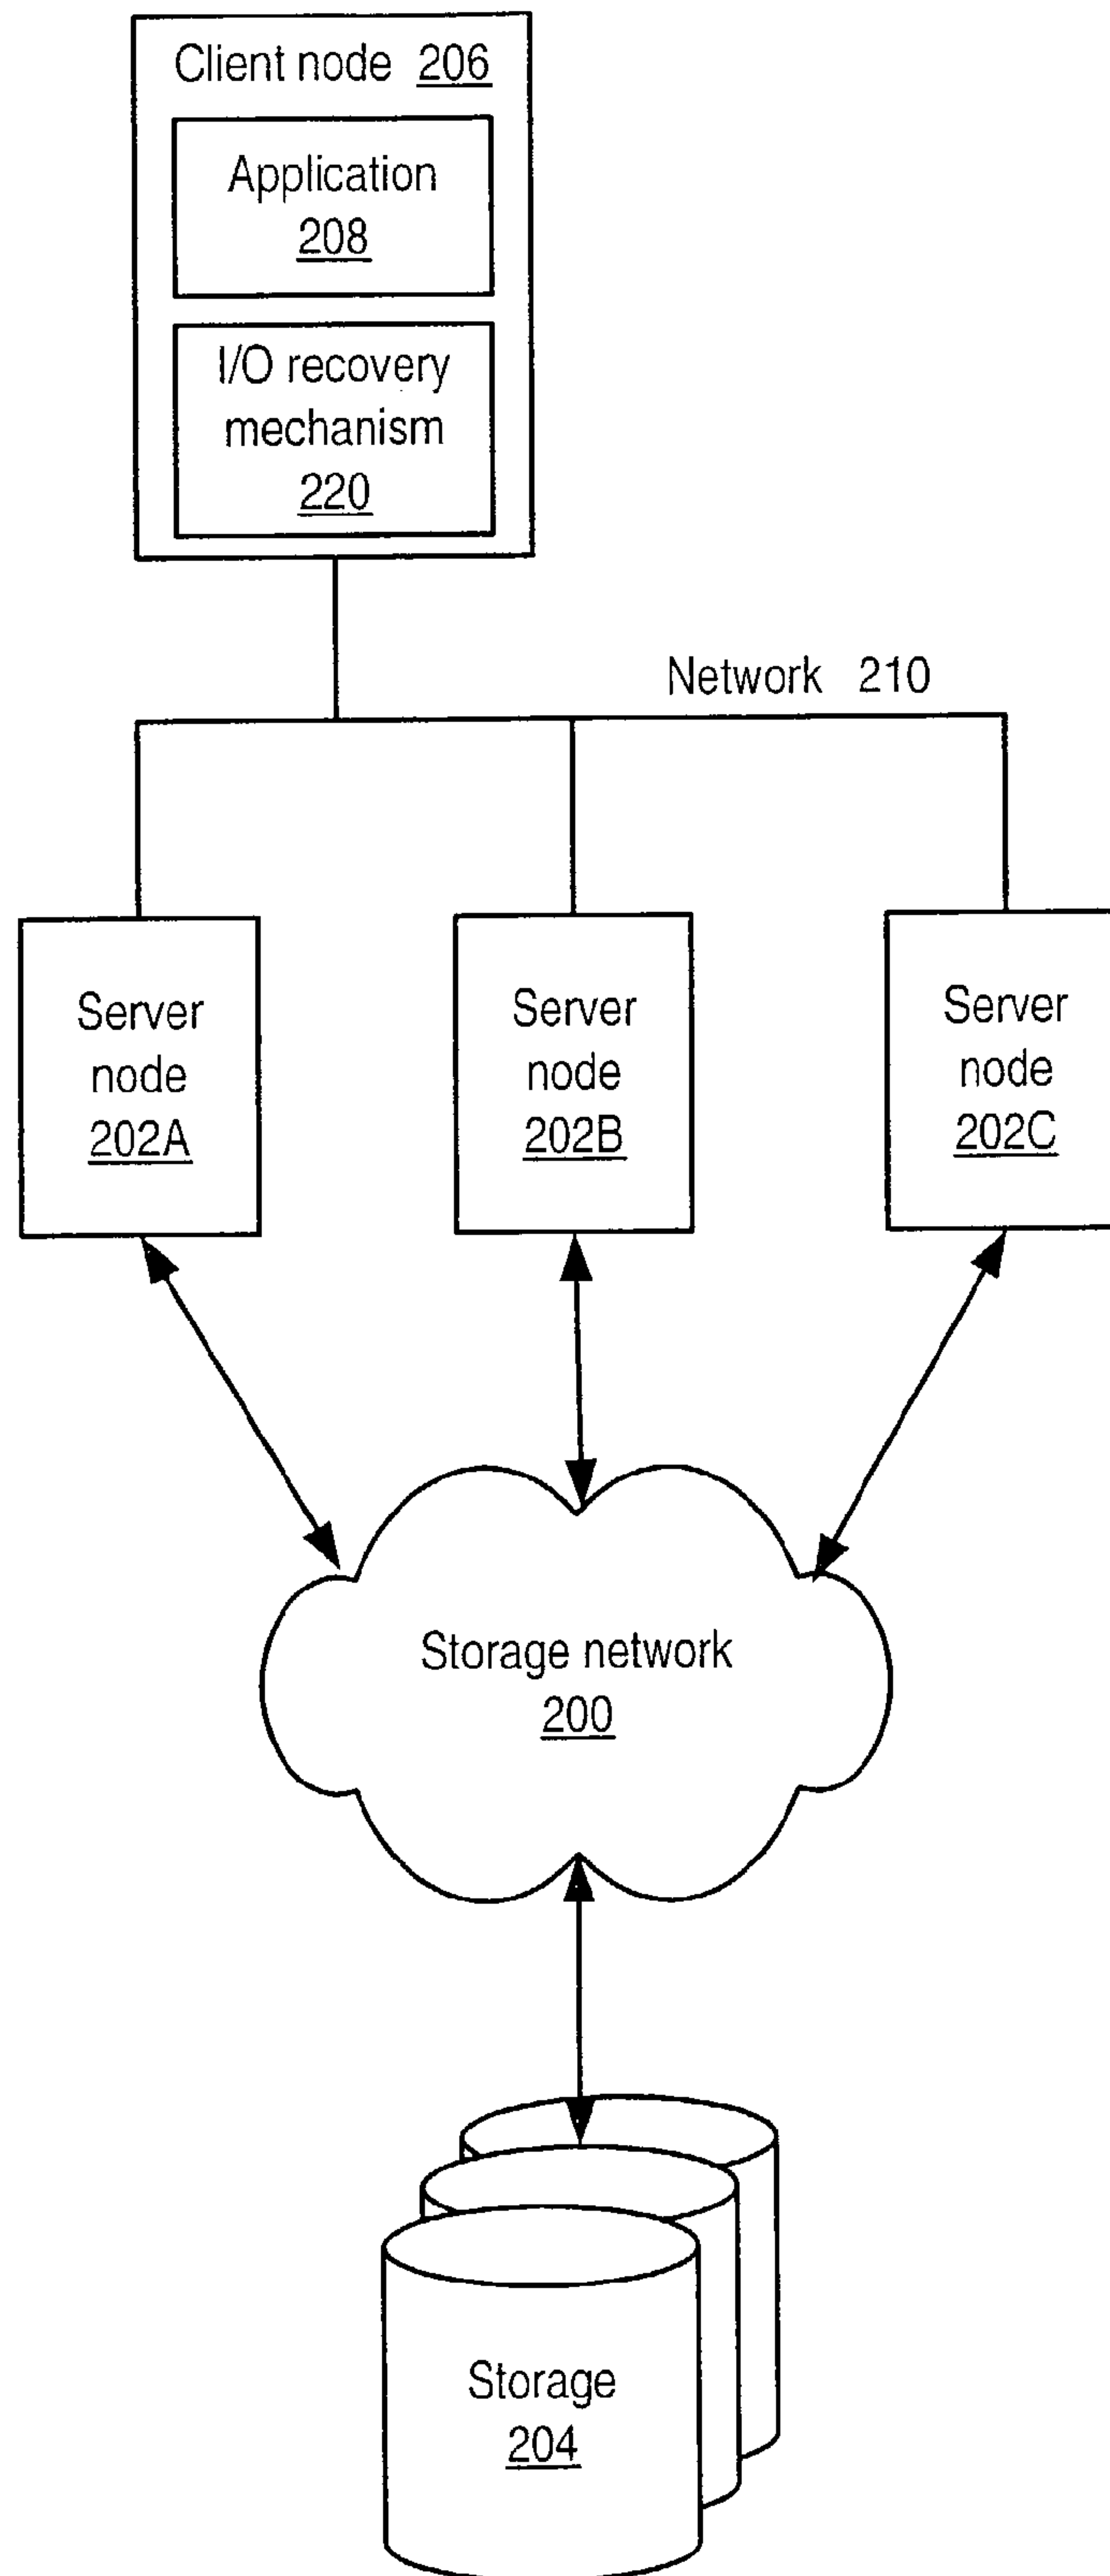 Client node 206
Application
208
I/O recovery
mechanism
220
Network 210
Server
node
202A
Server
node
202B
Server
node
202C
Storage network
200
Storage
204